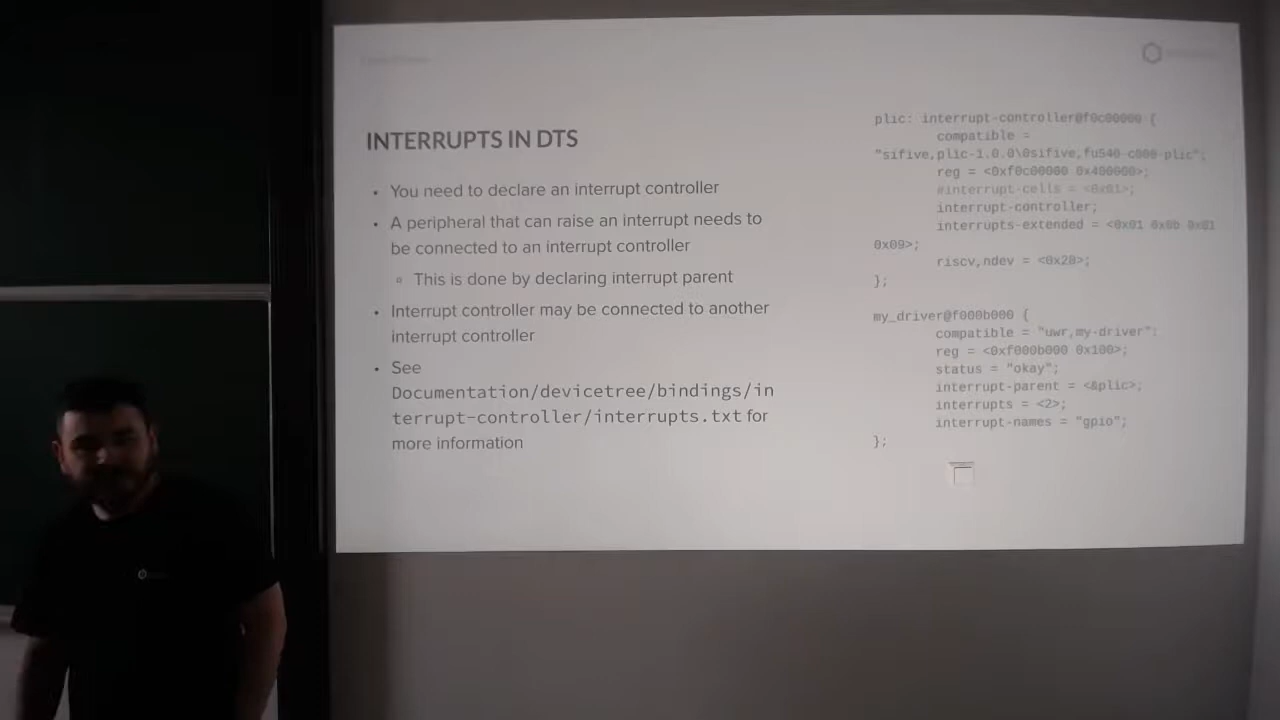 INTERRUPTS IN DTS
• You need to declare an interrupt controller
• A peripheral that can raise an interrupt needs to
be connected to an interrupt controller
◦ This is done by declaring interrupt parent
• Interrupt controller may be connected to another
interrupt controller
• See
Documentation/devicetree/bindings/in
terrupt-controller/interrupts.txt for
more information
plic: interrupt-controller@f0c00000 {
compatible =
"sifive,plic-1.0.0\0sifive,fu540-c000-plic";
reg = <0xf0c00000 0x400000>;
#interrupt-cells = <0x01>;
interrupt-controller;
interrupts-extended = <0x01 0x0b 0x01
0x09>;
riscv,ndev = <0x20>;
};
my_driver@f000b000 {
compatible = "uwr,my-driver";
reg = <0xf000b000 0x100>;
status = "okay";
interrupt-parent = <&plic>;
interrupts = <2>;
interrupt-names = "gpio";
};